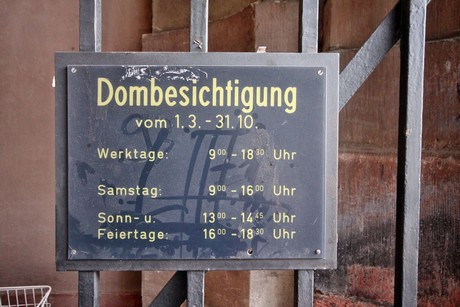 Dombesichtigung
vom 1.3. - 31.10.
Werktage: 9⁰⁰ - 18³⁰ Uhr
Samstag: 9⁰⁰ - 16⁰⁰ Uhr
Sonn- u. 13⁰⁰ - 14⁴⁵ Uhr
Feiertage: 16⁰⁰ - 18³⁰ Uhr